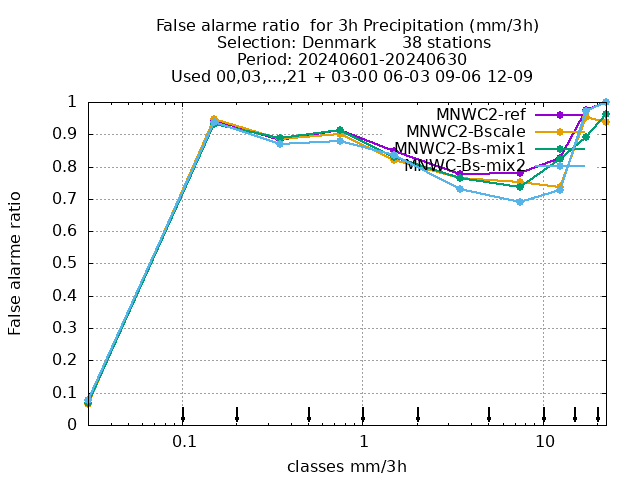 False alarme ratio  for 3h Precipitation (mm/3h)
Selection: Denmark     38 stations
Period: 20240601-20240630
Used 00,03,...,21 + 03-00 06-03 09-06 12-09
MNWC2-ref
MNWC2-Bscale
MNWC2-Bs-mix1
MNWC-Bs-mix2
False alarme ratio
1
0.9
0.8
0.7
0.6
0.5
0.4
0.3
0.2
0.1
0
0.1
1
10
classes mm/3h